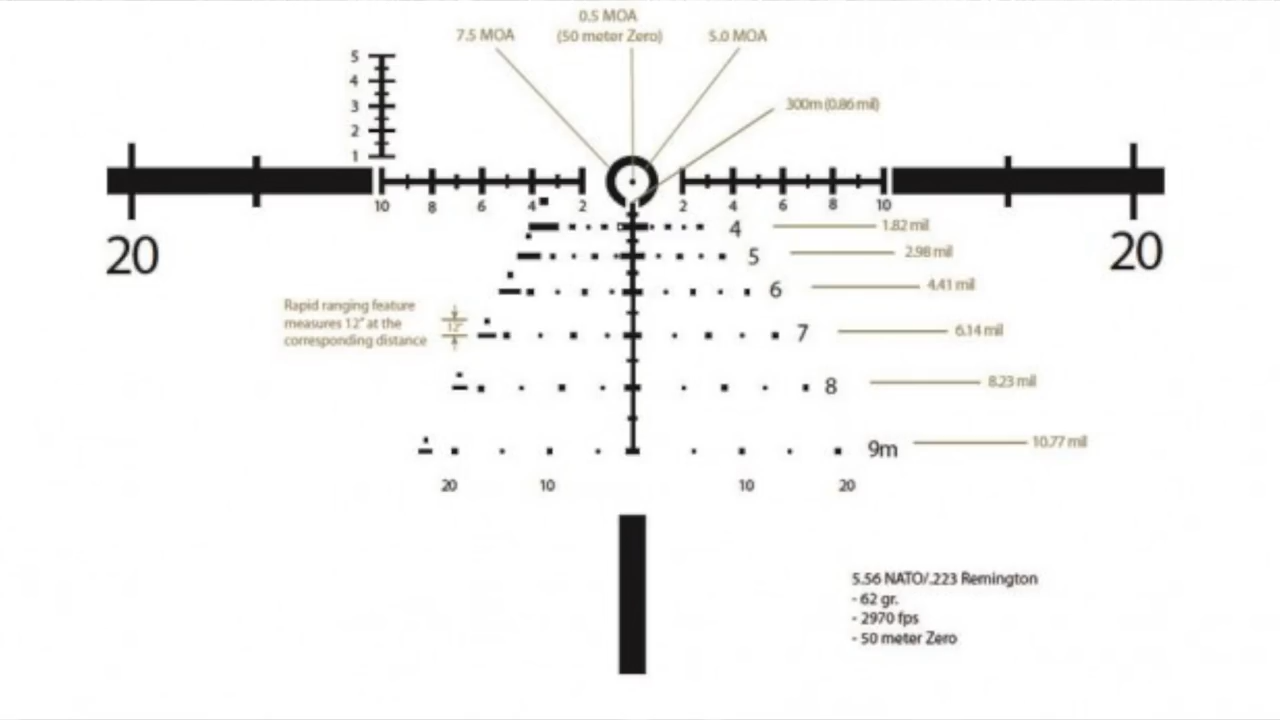 0.5 MOA
7.5 MOA
(50 meter Zero)
5.0 MOA
300m (0.86 mil)
5
4
3
2
1
10 8 6 4 2
2 4 6 8 10
20
20
4 1.82 mil
5 2.98 mil
6 4.41 mil
Rapid ranging feature
measures 12" at the
corresponding distance
12"
7 6.14 mil
8 8.23 mil
9m 10.77 mil
20 10 10 20
5.56 NATO/.223 Remington
- 62 gr.
- 2970 fps
- 50 meter Zero